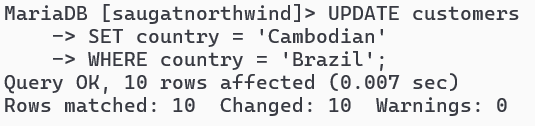 MariaDB [saugatnorthwind]> UPDATE customers
    -> SET country = 'Cambodian'
    -> WHERE country = 'Brazil';
Query OK, 10 rows affected (0.007 sec)
Rows matched: 10  Changed: 10  Warnings: 0